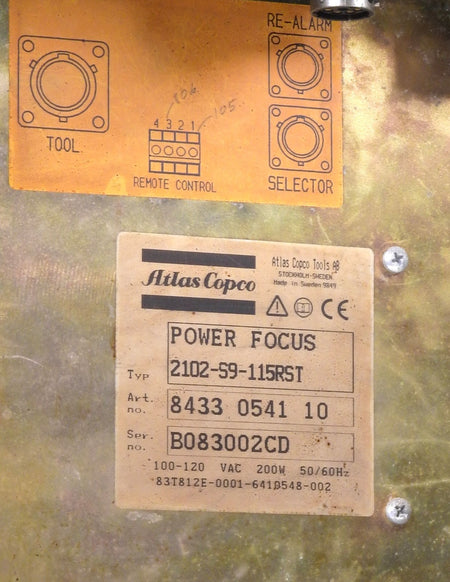 RE-ALARM
104
105
4 3 2 1
TOOL
REMOTE CONTROL
SELECTOR
Atlas Copco
Atlas Copco Tools AB
STOCKHOLM-SWEDEN
Made in Sweden 9849
CE
POWER FOCUS
Typ 2102-S9-115RST
Art. no. 8433 0541 10
Ser. no. B083002CD
100-120 VAC 200W 50/60Hz
83T812E-0001-6419548-002